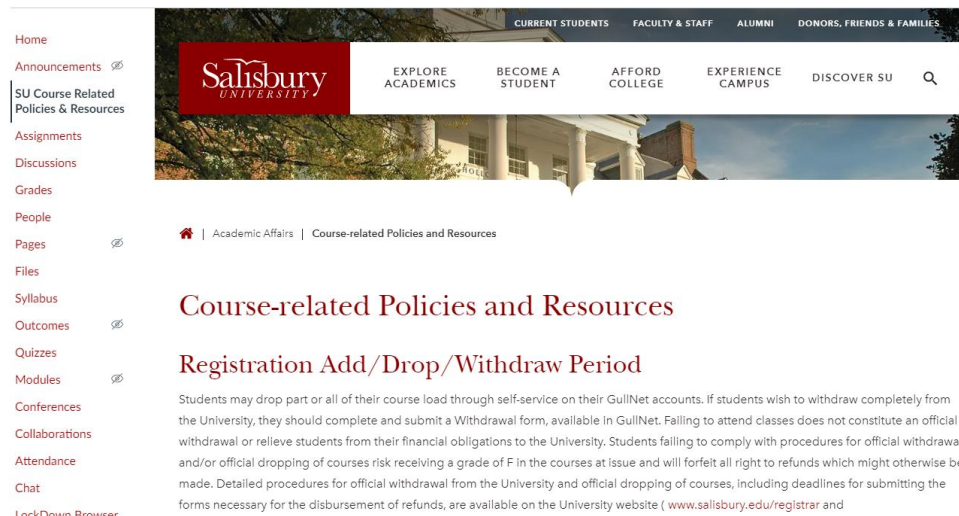 Home
Announcements
SU Course Related
Policies & Resources
Assignments
Discussions
Grades
People
Pages
Files
Syllabus
Outcomes
Quizzes
Modules
Conferences
Collaborations
Attendance
Chat
LockDown Browser
CURRENT STUDENTS FACULTY & STAFF ALUMNI DONORS, FRIENDS & FAMILIES
Salisbury
UNIVERSITY
EXPLORE
ACADEMICS
BECOME A
STUDENT
AFFORD
COLLEGE
EXPERIENCE
CAMPUS
DISCOVER SU
| Academic Affairs | Course-related Policies and Resources
Course-related Policies and Resources
Registration Add/Drop/Withdraw Period
Students may drop part or all of their course load through self-service on their GullNet accounts. If students wish to withdraw completely from
the University, they should complete and submit a Withdrawal form, available in GullNet. Failing to attend classes does not constitute an official
withdrawal or relieve students from their financial obligations to the University. Students failing to comply with procedures for official withdrawa
and/or official dropping of courses risk receiving a grade of F in the courses at issue and will forfeit all right to refunds which might otherwise be
made. Detailed procedures for official withdrawal from the University and official dropping of courses, including deadlines for submitting the
forms necessary for the disbursement of refunds, are available on the University website ( www.salisbury.edu/registrar and